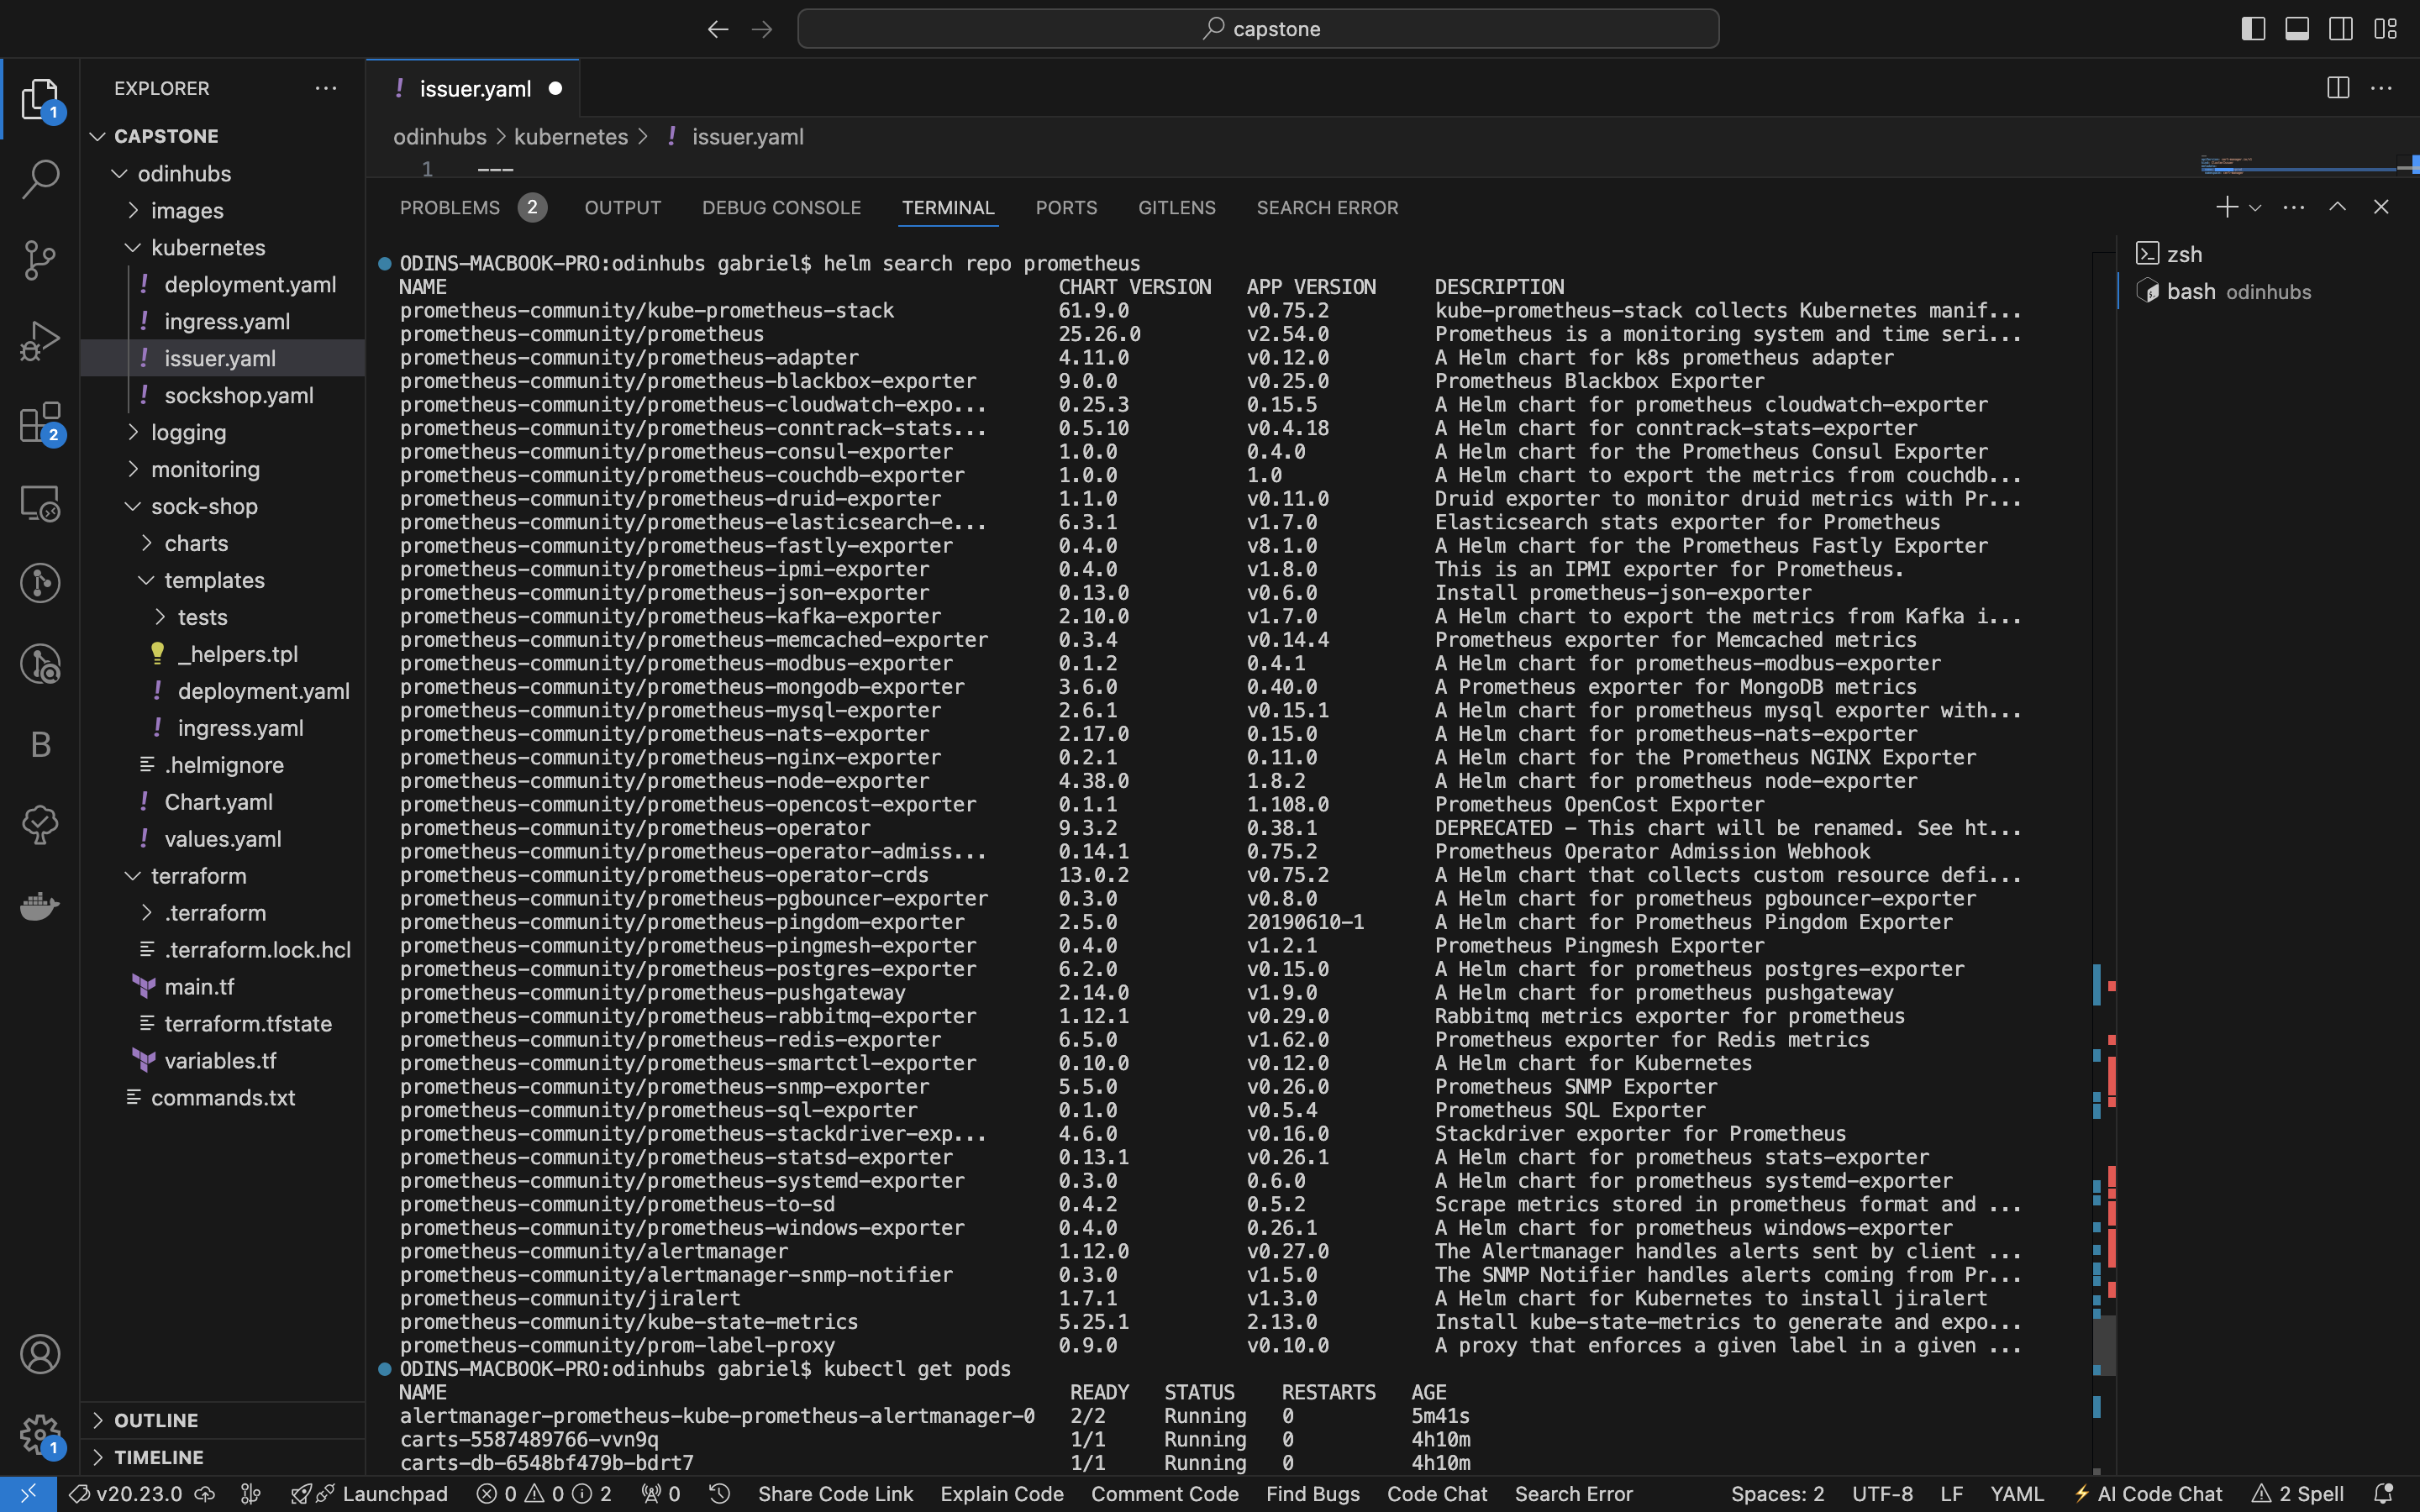 capstone
EXPLORER
CAPSTONE
odinhubs
images
kubernetes
deployment.yaml
ingress.yaml
issuer.yaml
sockshop.yaml
logging
monitoring
sock-shop
charts
templates
tests
_helpers.tpl
deployment.yaml
ingress.yaml
.helmignore
Chart.yaml
values.yaml
terraform
.terraform
.terraform.lock.hcl
main.tf
terraform.tfstate
variables.tf
commands.txt
OUTLINE
TIMELINE
1
2
B
1
! issuer.yaml
odinhubs > kubernetes > ! issuer.yaml
1 ---
PROBLEMS 2 OUTPUT DEBUG CONSOLE TERMINAL PORTS GITLENS SEARCH ERROR
zsh
bash odinhubs
ODINS-MACBOOK-PRO:odinhubs gabriel$ helm search repo prometheus
NAME CHART VERSION APP VERSION DESCRIPTION
prometheus-community/kube-prometheus-stack 61.9.0 v0.75.2 kube-prometheus-stack collects Kubernetes manif...
prometheus-community/prometheus 25.26.0 v2.54.0 Prometheus is a monitoring system and time seri...
prometheus-community/prometheus-adapter 4.11.0 v0.12.0 A Helm chart for k8s prometheus adapter
prometheus-community/prometheus-blackbox-exporter 9.0.0 v0.25.0 Prometheus Blackbox Exporter
prometheus-community/prometheus-cloudwatch-expo... 0.25.3 0.15.5 A Helm chart for prometheus cloudwatch-exporter
prometheus-community/prometheus-conntrack-stats... 0.5.10 v0.4.18 A Helm chart for conntrack-stats-exporter
prometheus-community/prometheus-consul-exporter 1.0.0 0.4.0 A Helm chart for the Prometheus Consul Exporter
prometheus-community/prometheus-couchdb-exporter 1.0.0 1.0 A Helm chart to export the metrics from couchdb...
prometheus-community/prometheus-druid-exporter 1.1.0 v0.11.0 Druid exporter to monitor druid metrics with Pr...
prometheus-community/prometheus-elasticsearch-e... 6.3.1 v1.7.0 Elasticsearch stats exporter for Prometheus
prometheus-community/prometheus-fastly-exporter 0.4.0 v8.1.0 A Helm chart for the Prometheus Fastly Exporter
prometheus-community/prometheus-ipmi-exporter 0.4.0 v1.8.0 This is an IPMI exporter for Prometheus.
prometheus-community/prometheus-json-exporter 0.13.0 v0.6.0 Install prometheus-json-exporter
prometheus-community/prometheus-kafka-exporter 2.10.0 v1.7.0 A Helm chart to export the metrics from Kafka i...
prometheus-community/prometheus-memcached-exporter 0.3.4 v0.14.4 Prometheus exporter for Memcached metrics
prometheus-community/prometheus-modbus-exporter 0.1.2 0.4.1 A Helm chart for prometheus-modbus-exporter
prometheus-community/prometheus-mongodb-exporter 3.6.0 0.40.0 A Prometheus exporter for MongoDB metrics
prometheus-community/prometheus-mysql-exporter 2.6.1 v0.15.1 A Helm chart for prometheus mysql exporter with...
prometheus-community/prometheus-nats-exporter 2.17.0 0.15.0 A Helm chart for prometheus-nats-exporter
prometheus-community/prometheus-nginx-exporter 0.2.1 0.11.0 A Helm chart for the Prometheus NGINX Exporter
prometheus-community/prometheus-node-exporter 4.38.0 1.8.2 A Helm chart for prometheus node-exporter
prometheus-community/prometheus-opencost-exporter 0.1.1 1.108.0 Prometheus OpenCost Exporter
prometheus-community/prometheus-operator 9.3.2 0.38.1 DEPRECATED - This chart will be renamed. See ht...
prometheus-community/prometheus-operator-admiss... 0.14.1 0.75.2 Prometheus Operator Admission Webhook
prometheus-community/prometheus-operator-crds 13.0.2 v0.75.2 A Helm chart that collects custom resource defi...
prometheus-community/prometheus-pgbouncer-exporter 0.3.0 v0.8.0 A Helm chart for prometheus pgbouncer-exporter
prometheus-community/prometheus-pingdom-exporter 2.5.0 20190610-1 A Helm chart for Prometheus Pingdom Exporter
prometheus-community/prometheus-pingmesh-exporter 0.4.0 v1.2.1 Prometheus Pingmesh Exporter
prometheus-community/prometheus-postgres-exporter 6.2.0 v0.15.0 A Helm chart for prometheus postgres-exporter
prometheus-community/prometheus-pushgateway 2.14.0 v1.9.0 A Helm chart for prometheus pushgateway
prometheus-community/prometheus-rabbitmq-exporter 1.12.1 v0.29.0 Rabbitmq metrics exporter for prometheus
prometheus-community/prometheus-redis-exporter 6.5.0 v1.62.0 Prometheus exporter for Redis metrics
prometheus-community/prometheus-smartctl-exporter 0.10.0 v0.12.0 A Helm chart for Kubernetes
prometheus-community/prometheus-snmp-exporter 5.5.0 v0.26.0 Prometheus SNMP Exporter
prometheus-community/prometheus-sql-exporter 0.1.0 v0.5.4 Prometheus SQL Exporter
prometheus-community/prometheus-stackdriver-exp... 4.6.0 v0.16.0 Stackdriver exporter for Prometheus
prometheus-community/prometheus-statsd-exporter 0.13.1 v0.26.1 A Helm chart for prometheus stats-exporter
prometheus-community/prometheus-systemd-exporter 0.3.0 0.6.0 A Helm chart for prometheus systemd-exporter
prometheus-community/prometheus-to-sd 0.4.2 0.5.2 Scrape metrics stored in prometheus format and ...
prometheus-community/prometheus-windows-exporter 0.4.0 0.26.1 A Helm chart for prometheus windows-exporter
prometheus-community/alertmanager 1.12.0 v0.27.0 The Alertmanager handles alerts sent by client ...
prometheus-community/alertmanager-snmp-notifier 0.3.0 v1.5.0 The SNMP Notifier handles alerts coming from Pr...
prometheus-community/jiralert 1.7.1 v1.3.0 A Helm chart for Kubernetes to install jiralert
prometheus-community/kube-state-metrics 5.25.1 2.13.0 Install kube-state-metrics to generate and expo...
prometheus-community/prom-label-proxy 0.9.0 v0.10.0 A proxy that enforces a given label in a given ...
ODINS-MACBOOK-PRO:odinhubs gabriel$ kubectl get pods
NAME READY STATUS RESTARTS AGE
alertmanager-prometheus-kube-prometheus-alertmanager-0 2/2 Running 0 5m41s
carts-5587489766-vvn9q 1/1 Running 0 4h10m
carts-db-6548bf479b-bdrt7 1/1 Running 0 4h10m
v20.23.0 Launchpad 0 0 2 0 Share Code Link Explain Code Comment Code Find Bugs Code Chat Search Error Spaces: 2 UTF-8 LF YAML AI Code Chat 2 Spell